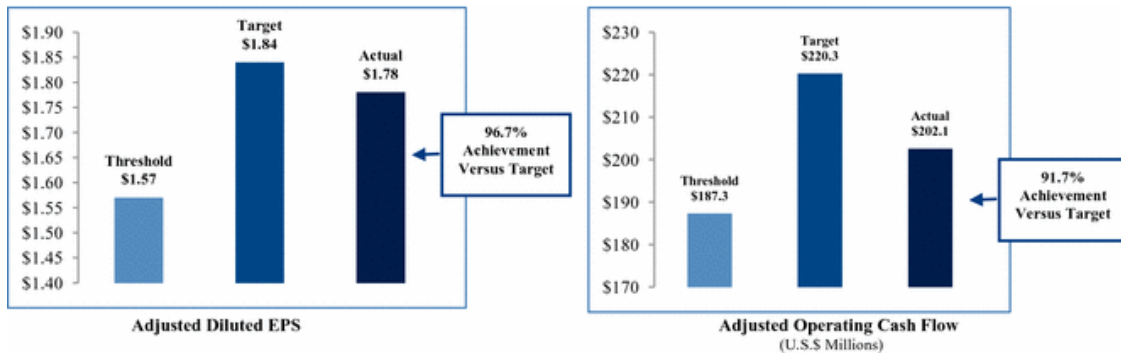 $1.90
$1.85
$1.80
$1.75
$1.70
$1.65
$1.60
$1.55
$1.50
$1.45
$1.40
Threshold
$1.57
Target
$1.84
Actual
$1.78
96.7%
Achievement
Versus Target
Adjusted Diluted EPS
$230
$220
$210
$200
$190
$180
$170
Threshold
$187.3
Target
$220.3
Actual
$202.1
91.7%
Achievement
Versus Target
Adjusted Operating Cash Flow
(U.S.$ Millions)